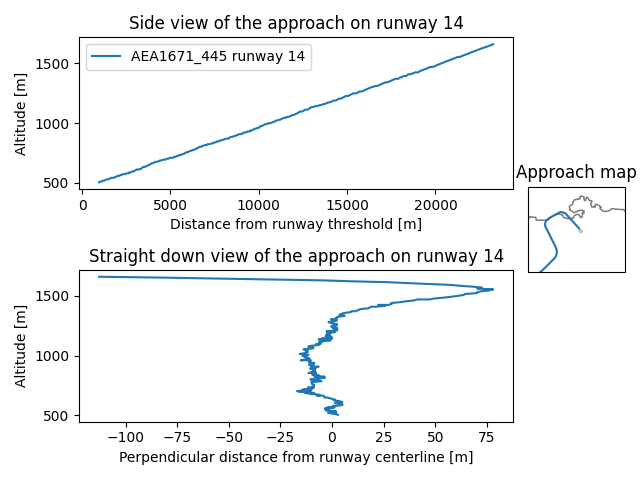 Side view of the approach on runway 14
AEA1671_445 runway 14
Altitude [m]
1500
1000
500
0
5000
10000
15000
20000
Distance from runway threshold [m]
Approach map
Straight down view of the approach on runway 14
Altitude [m]
1500
1000
500
−100
−75
−50
−25
0
25
50
75
Perpendicular distance from runway centerline [m]